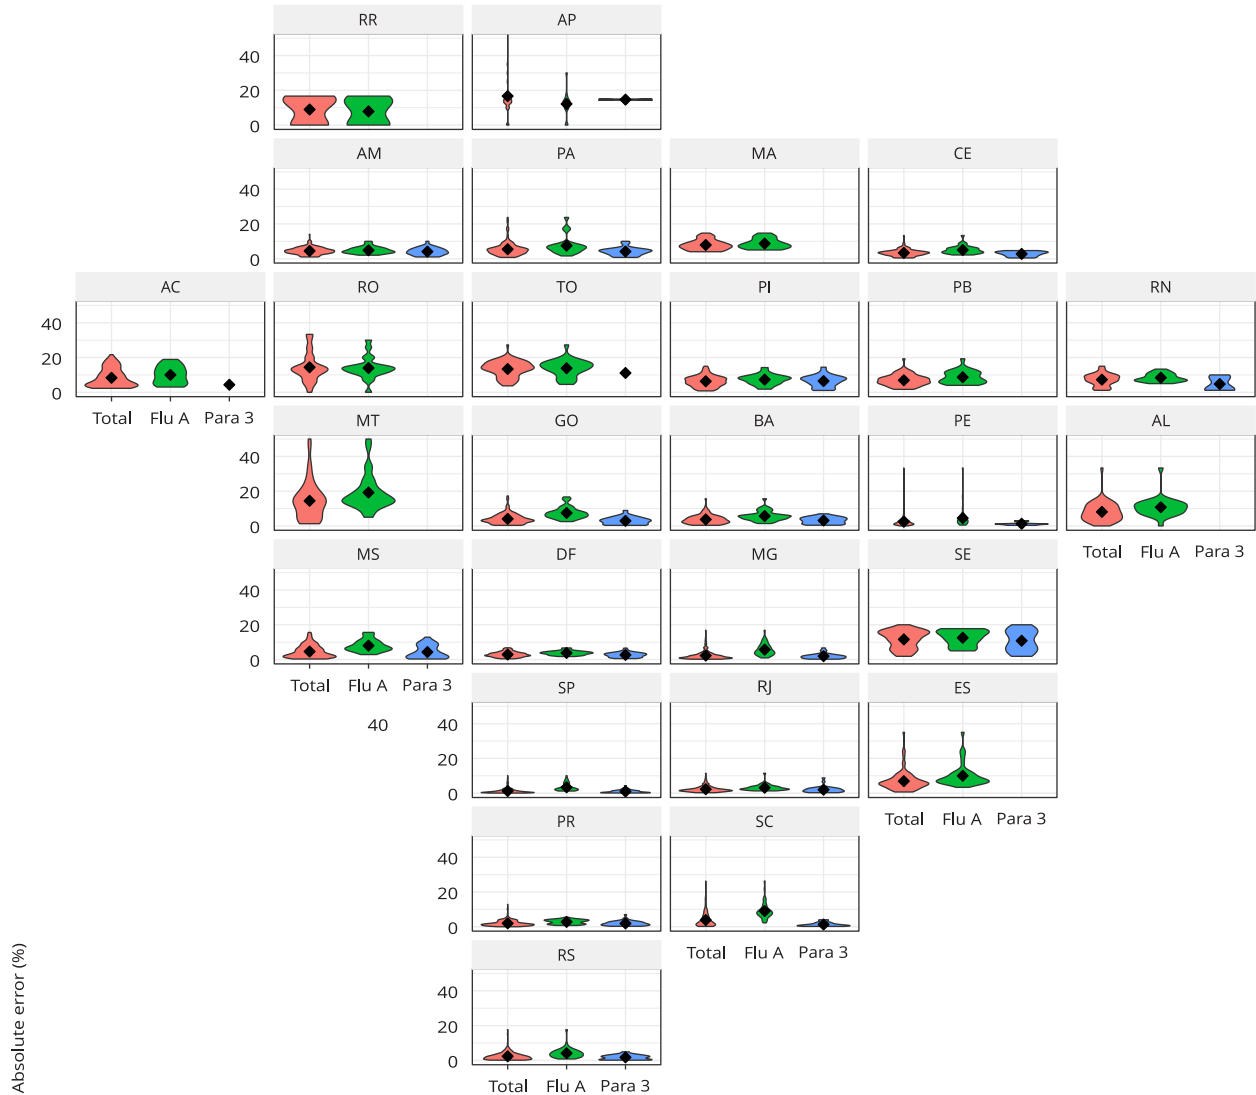 RR AP
40
20
0
AM PA MA CE
40
20
0
AC RO TO PI PB RN
40
20
0
Total Flu A Para 3
MT GO BA PE AL
40
20
0
Total Flu A Para 3
MS DF MG SE
40
20
0
Total Flu A Para 3
SP RJ ES
40 40
20
0
Total Flu A Para 3
PR SC
40
20
0
Total Flu A Para 3
RS
40
20
0
Total Flu A Para 3
Absolute error (%)